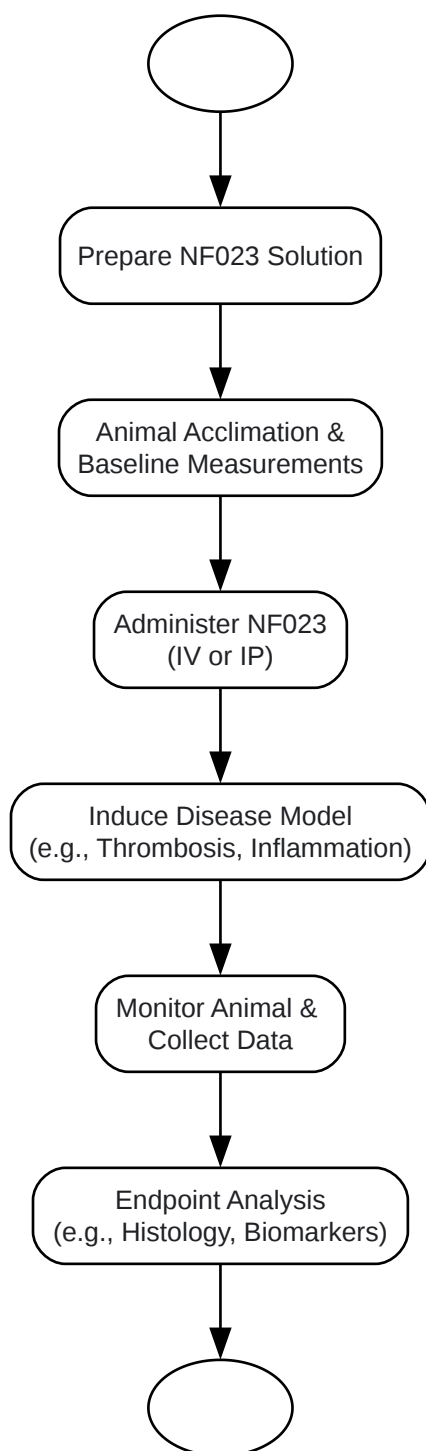 Prepare NF023 Solution
Animal Acclimation &
Baseline Measurements
Administer NF023
(IV or IP)
Induce Disease Model
(e.g., Thrombosis, Inflammation)
Monitor Animal &
Collect Data
Endpoint Analysis
(e.g., Histology, Biomarkers)